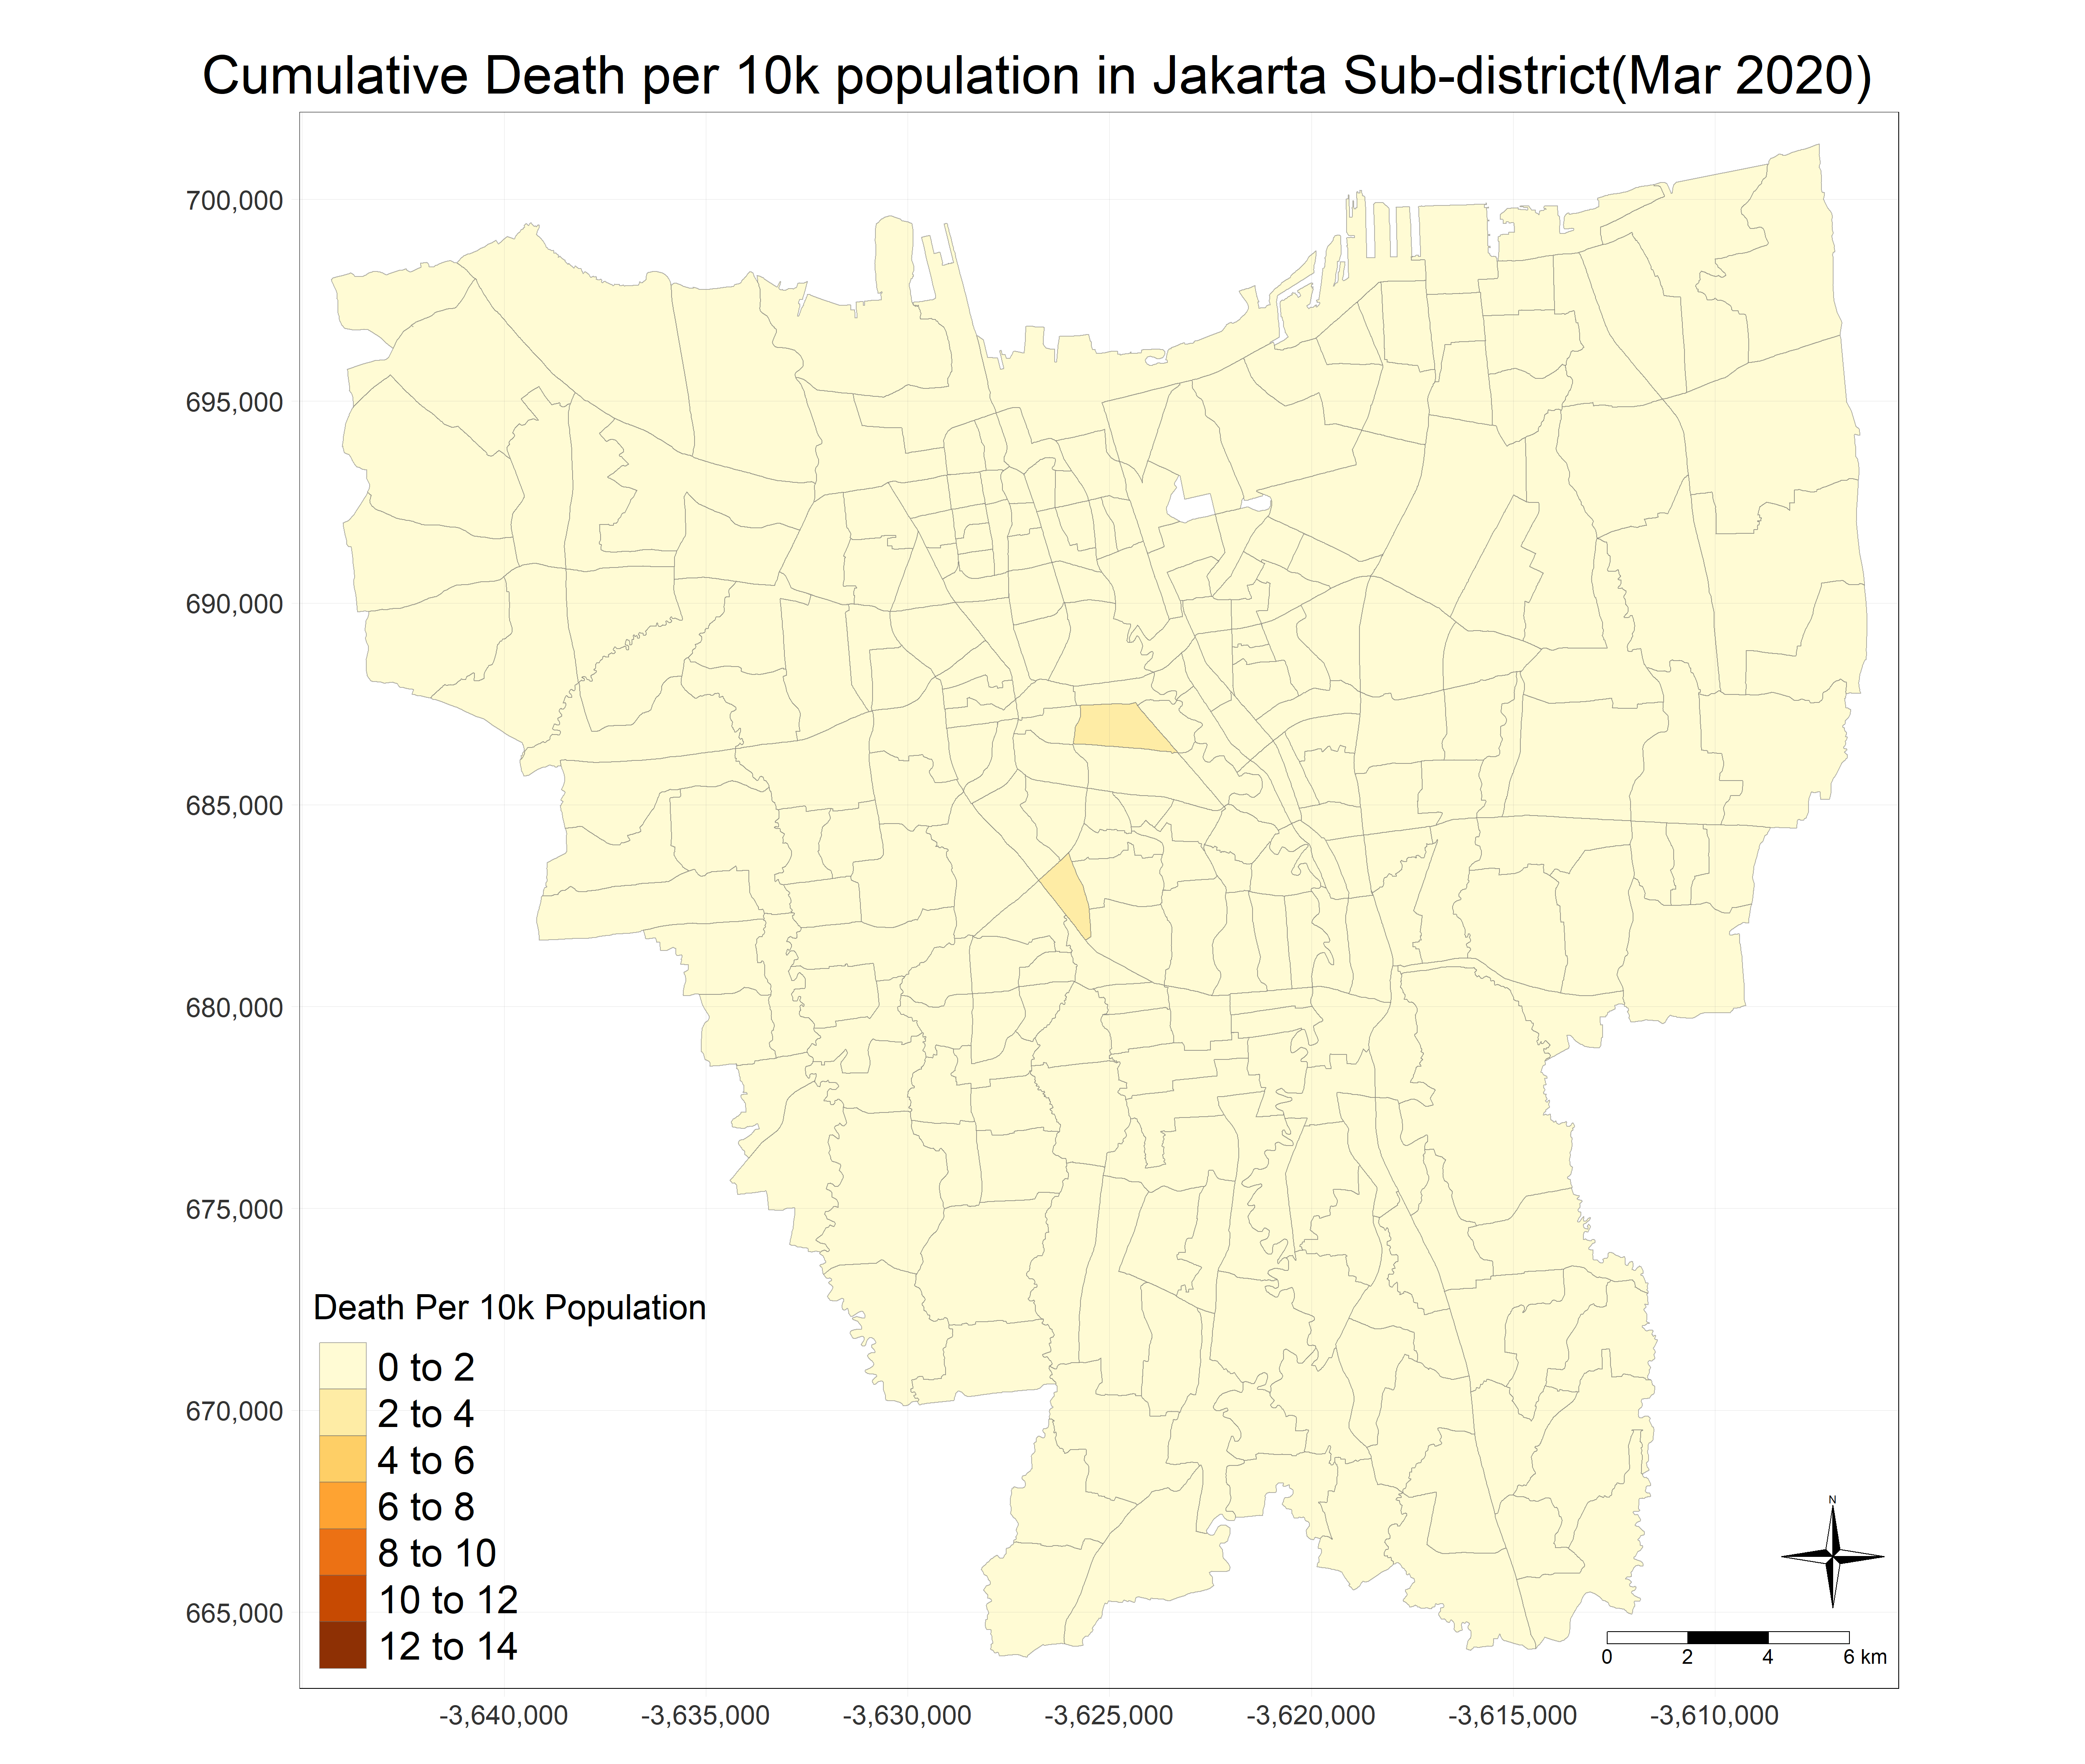 Cumulative Death per 10k population in Jakarta Sub-district(Mar 2020)
700,000
695,000
690,000
685,000
680,000
675,000
670,000
665,000
Death Per 10k Population
0 to 2
2 to 4
4 to 6
6 to 8
8 to 10
10 to 12
12 to 14
N
0 2 4 6 km
-3,640,000 -3,635,000 -3,630,000 -3,625,000 -3,620,000 -3,615,000 -3,610,000